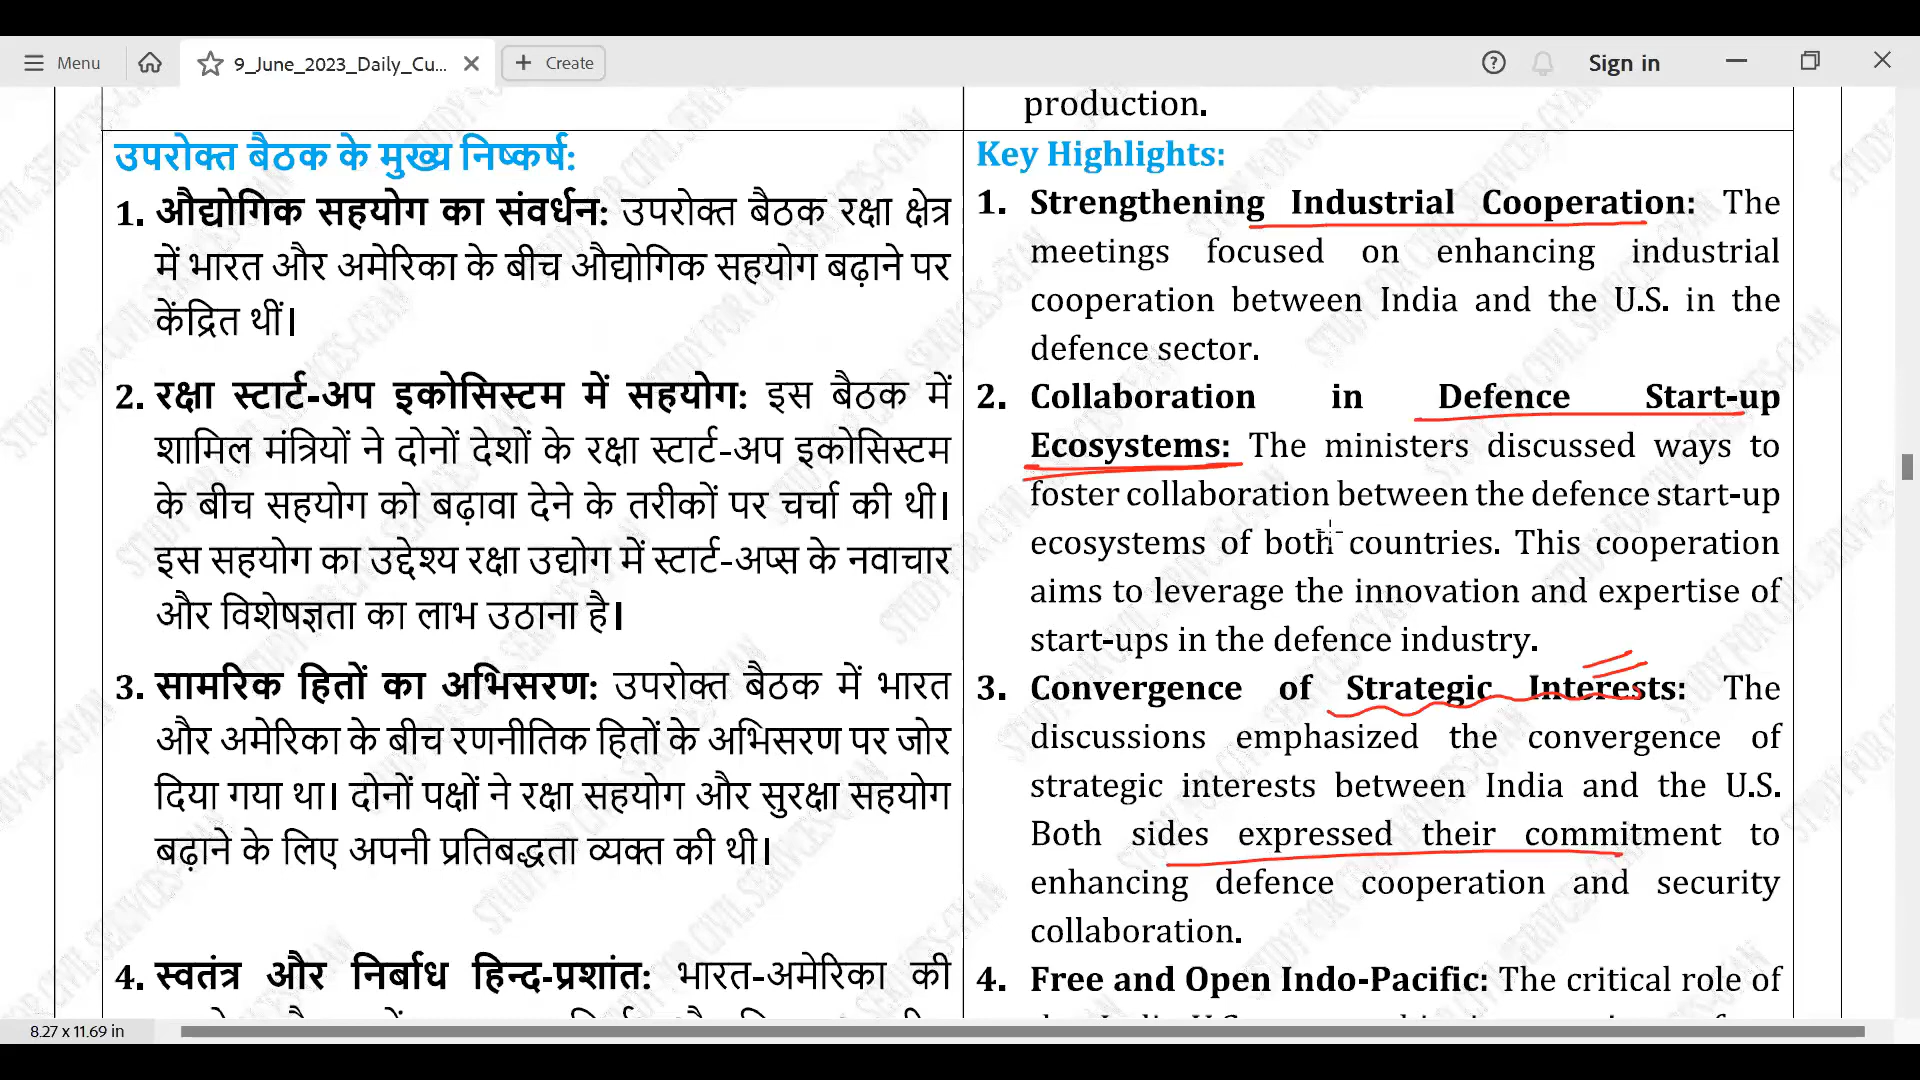 Menu
9_June_2023_Daily_Cu...
Create
Sign in
production.
उपरोक्त बैठक के मुख्य निष्कर्ष:
1. औद्योगिक सहयोग का संवर्धन: उपरोक्त बैठक रक्षा क्षेत्र
में भारत और अमेरिका के बीच औद्योगिक सहयोग बढ़ाने पर
केंद्रित थीं।
2. रक्षा स्टार्ट-अप इकोसिस्टम में सहयोग: इस बैठक में
शामिल मंत्रियों ने दोनों देशों के रक्षा स्टार्ट-अप इकोसिस्टम
के बीच सहयोग को बढ़ावा देने के तरीकों पर चर्चा की थी।
इस सहयोग का उद्देश्य रक्षा उद्योग में स्टार्ट-अप्स के नवाचार
और विशेषज्ञता का लाभ उठाना है।
3. सामरिक हितों का अभिसरण: उपरोक्त बैठक में भारत
और अमेरिका के बीच रणनीतिक हितों के अभिसरण पर जोर
दिया गया था। दोनों पक्षों ने रक्षा सहयोग और सुरक्षा सहयोग
बढ़ाने के लिए अपनी प्रतिबद्धता व्यक्त की थी।
4. स्वतंत्र और निर्बाध हिन्द-प्रशांत: भारत-अमेरिका की
Key Highlights:
1. Strengthening Industrial Cooperation: The
meetings focused on enhancing industrial
cooperation between India and the U.S. in the
defence sector.
2. Collaboration in Defence Start-up
Ecosystems: The ministers discussed ways to
foster collaboration between the defence start-up
ecosystems of both countries. This cooperation
aims to leverage the innovation and expertise of
start-ups in the defence industry.
3. Convergence of Strategic Interests: The
discussions emphasized the convergence of
strategic interests between India and the U.S.
Both sides expressed their commitment to
enhancing defence cooperation and security
collaboration.
4. Free and Open Indo-Pacific: The critical role of
8.27 x 11.69 in